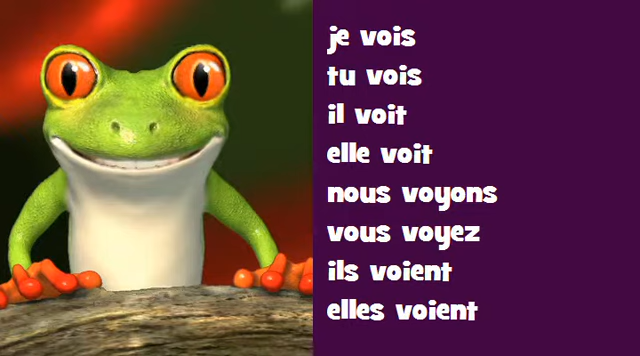 je vois
tu vois
il voit
elle voit
nous voyons
vous voyez
ils voient
elles voient